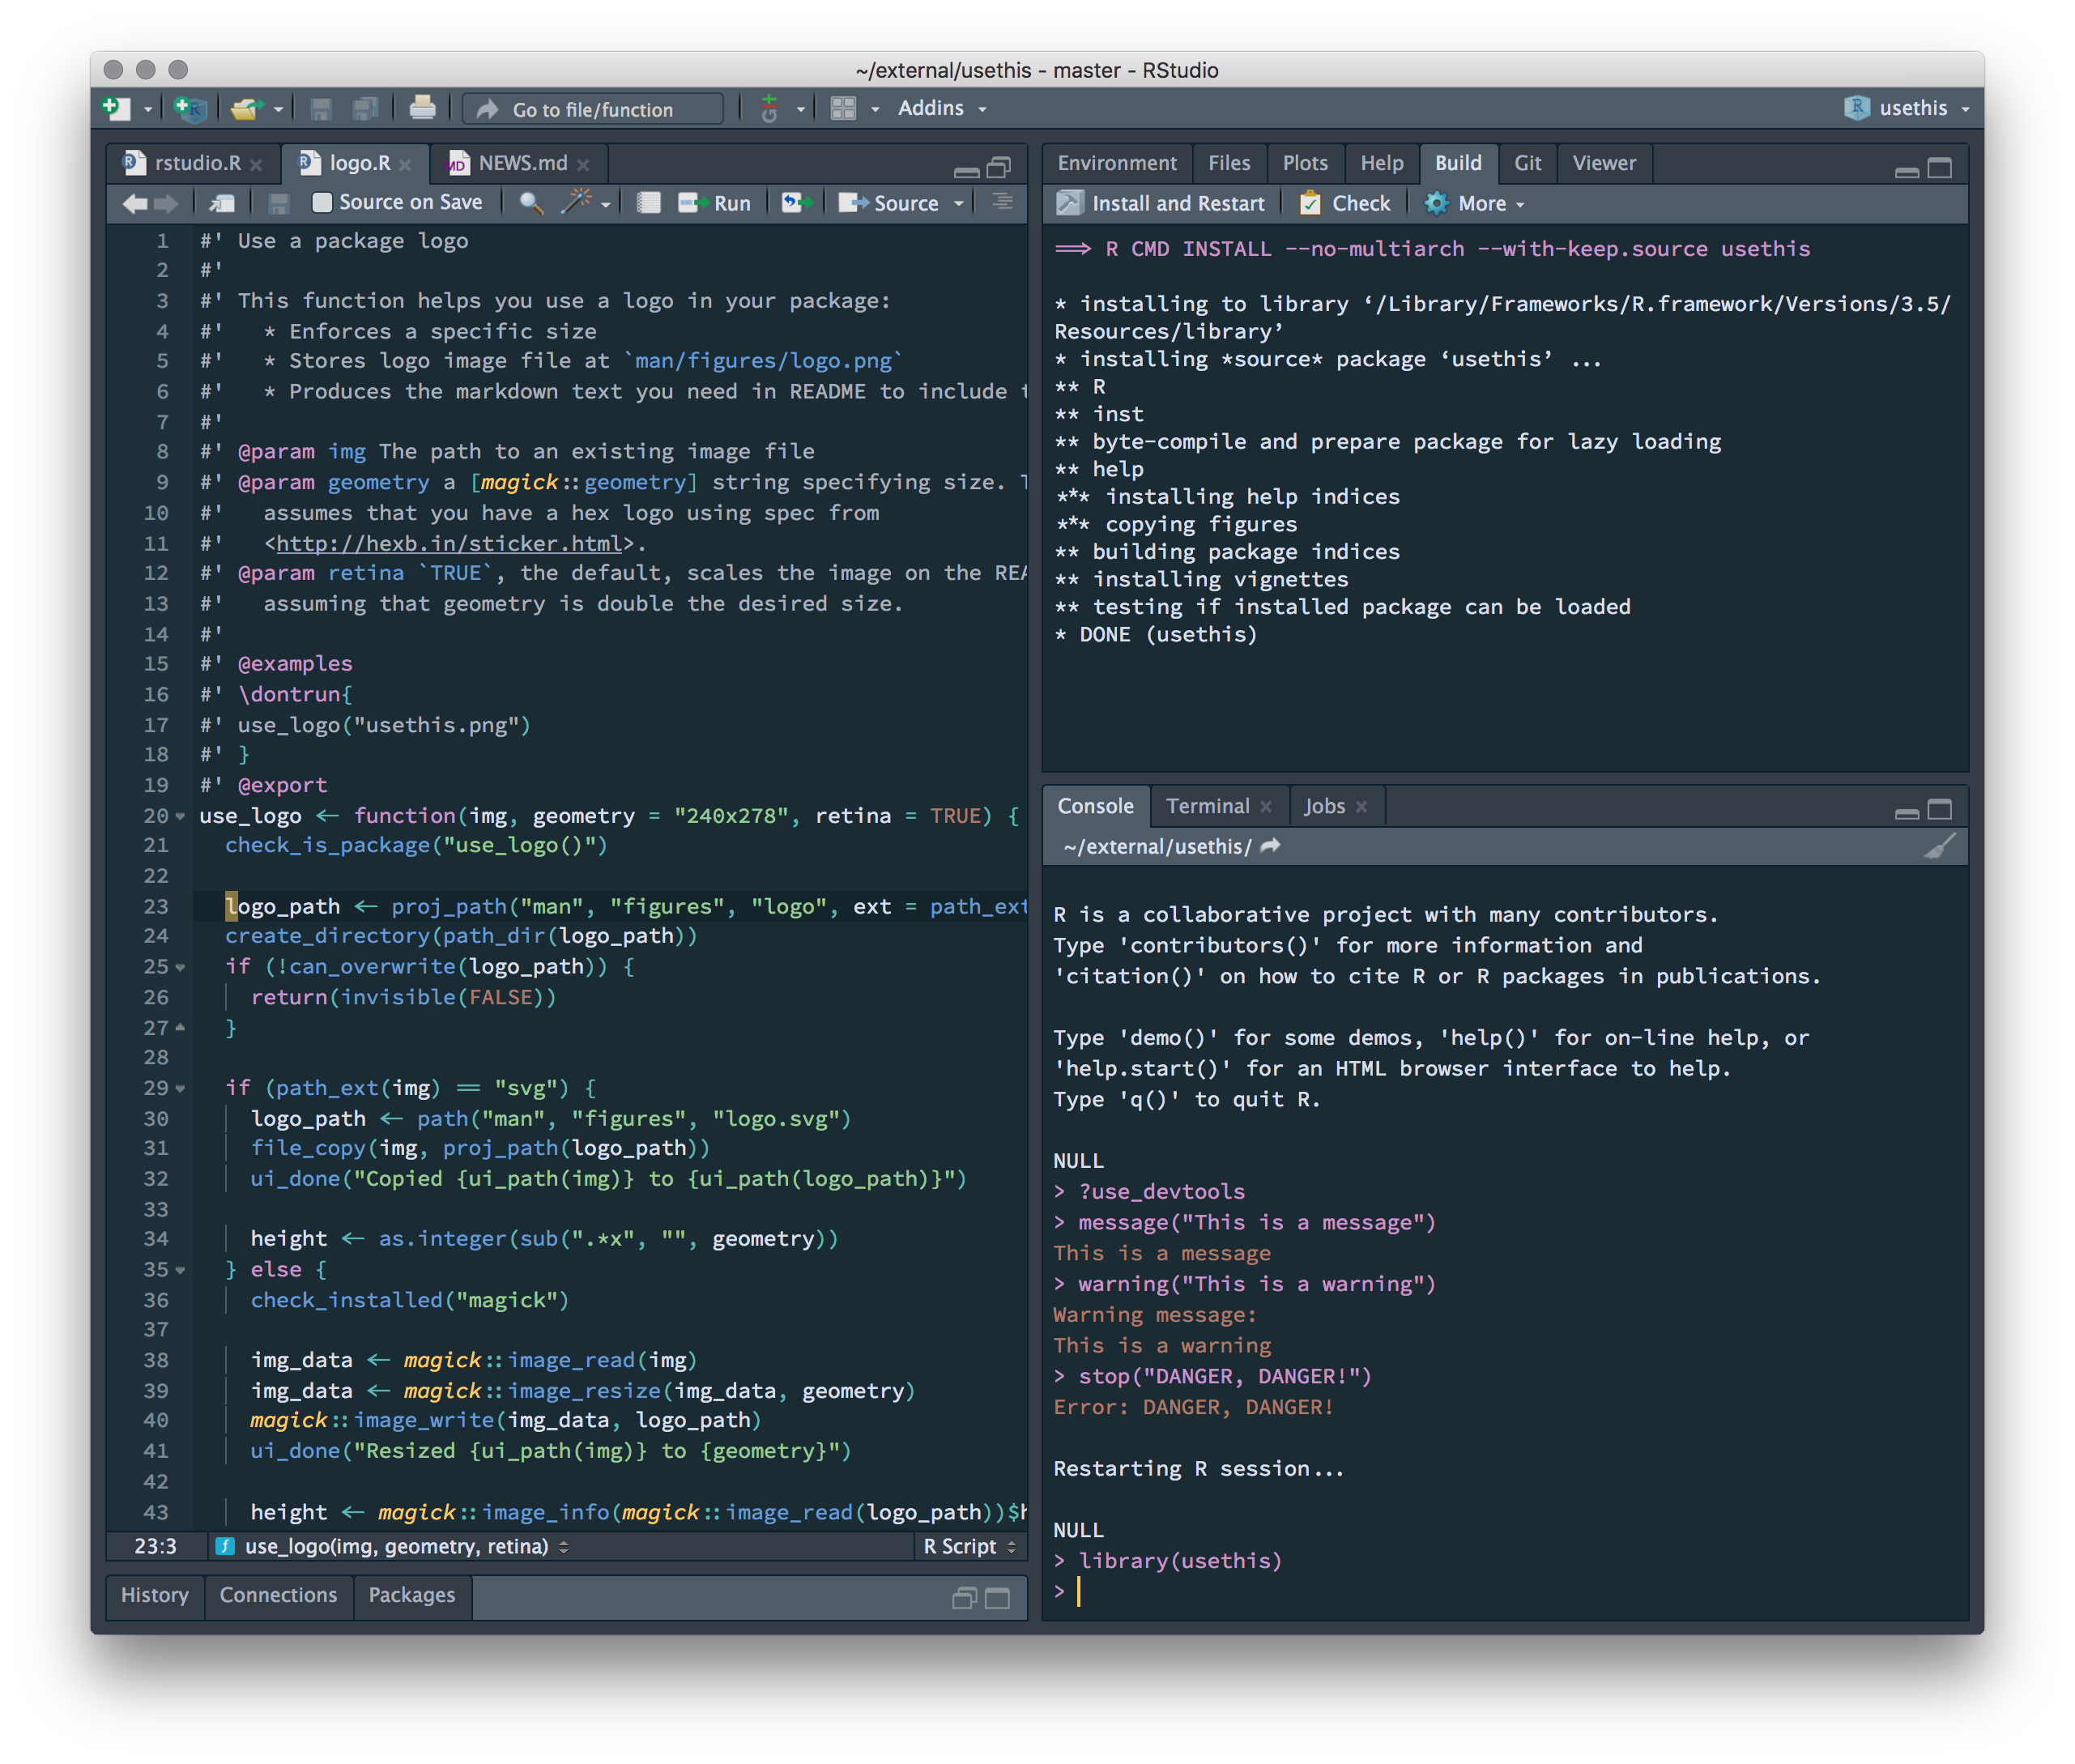 ~/external/usethis - master - RStudio
Go to file/function
Addins
usethis
rstudio.R
logo.R
NEWS.md
Source on Save
Run
Source
1 #' Use a package logo
2 #'
3 #' This function helps you use a logo in your package:
4 #'   * Enforces a specific size
5 #'   * Stores logo image file at `man/figures/logo.png`
6 #'   * Produces the markdown text you need in README to include
7 #'
8 #' @param img The path to an existing image file
9 #' @param geometry a [magick::geometry] string specifying size.
10 #'   assumes that you have a hex logo using spec from
11 #'   <http://hexb.in/sticker.html>.
12 #' @param retina `TRUE`, the default, scales the image on the REA
13 #'   assuming that geometry is double the desired size.
14 #'
15 #' @examples
16 #' \dontrun{
17 #' use_logo("usethis.png")
18 #' }
19 #' @export
20 use_logo <- function(img, geometry = "240x278", retina = TRUE) {
21   check_is_package("use_logo()")
22
23   logo_path <- proj_path("man", "figures", "logo", ext = path_ext
24   create_directory(path_dir(logo_path))
25   if (!can_overwrite(logo_path)) {
26     return(invisible(FALSE))
27   }
28
29   if (path_ext(img) == "svg") {
30     logo_path <- path("man", "figures", "logo.svg")
31     file_copy(img, proj_path(logo_path))
32     ui_done("Copied {ui_path(img)} to {ui_path(logo_path)}")
33
34     height <- as.integer(sub(".*x", "", geometry))
35   } else {
36     check_installed("magick")
37
38     img_data <- magick::image_read(img)
39     img_data <- magick::image_resize(img_data, geometry)
40     magick::image_write(img_data, logo_path)
41     ui_done("Resized {ui_path(img)} to {geometry}")
42
43     height <- magick::image_info(magick::image_read(logo_path))$h
23:3
use_logo(img, geometry, retina)
R Script
History
Connections
Packages
Environment
Files
Plots
Help
Build
Git
Viewer
Install and Restart
Check
More
==> R CMD INSTALL --no-multiarch --with-keep.source usethis
* installing to library ‘/Library/Frameworks/R.framework/Versions/3.5/
Resources/library’
* installing *source* package ‘usethis’ ...
** R
** inst
** byte-compile and prepare package for lazy loading
** help
*** installing help indices
*** copying figures
** building package indices
** installing vignettes
** testing if installed package can be loaded
* DONE (usethis)
Console
Terminal
Jobs
~/external/usethis/
R is a collaborative project with many contributors.
Type 'contributors()' for more information and
'citation()' on how to cite R or R packages in publications.
Type 'demo()' for some demos, 'help()' for on-line help, or
'help.start()' for an HTML browser interface to help.
Type 'q()' to quit R.
NULL
> ?use_devtools
> message("This is a message")
This is a message
> warning("This is a warning")
Warning message:
This is a warning
> stop("DANGER, DANGER!")
Error: DANGER, DANGER!
Restarting R session...
NULL
> library(usethis)
>